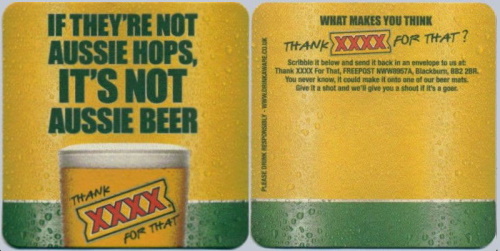 IF THEY'RE NOT
AUSSIE HOPS,
IT'S NOT
AUSSIE BEER
THANK
XXXX
FOR THAT
WHAT MAKES YOU THINK
THANK XXXX FOR THAT?
Scribble it below and send it back in an envelope to us at:
Thank XXXX For That, FREEPOST NWW8967A, Blackburn, BB2 2BR.
You never know, it could make it onto one of our beer mats.
Give it a shot and we'll give you a shout if it's a goer.
PLEASE DRINK RESPONSIBLY - WWW.DRINKAWARE.CO.UK